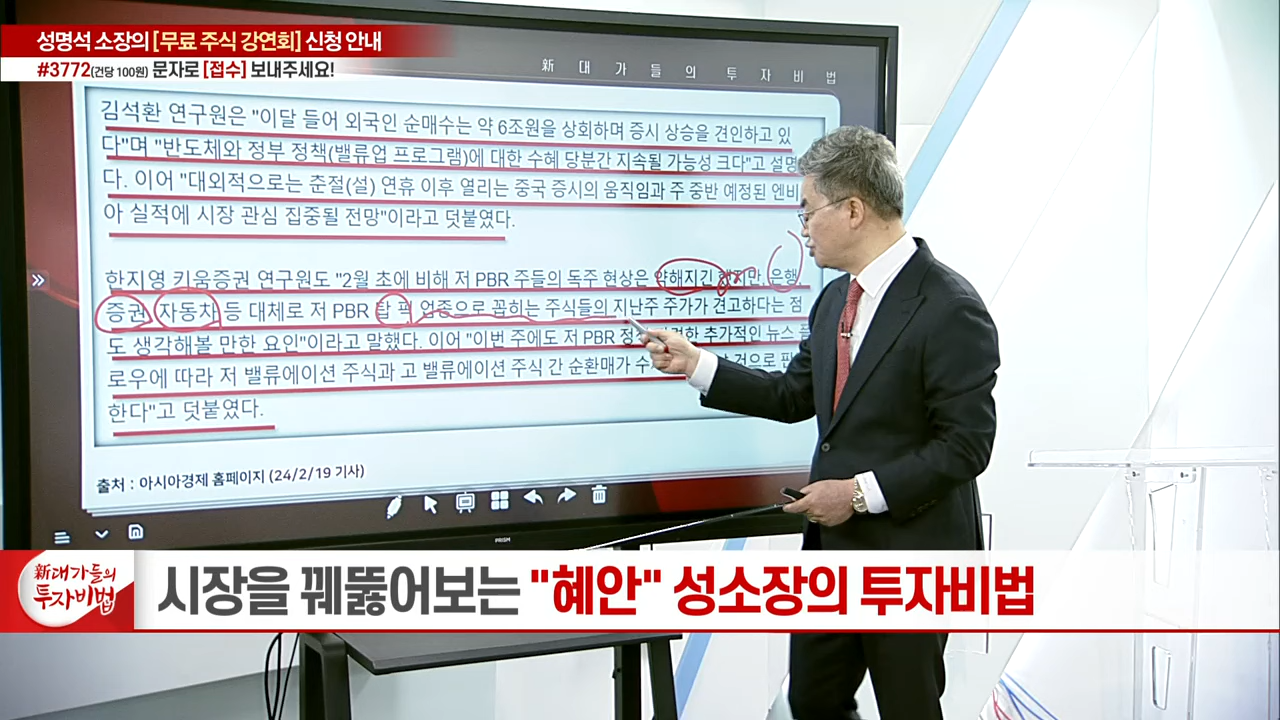 성명석 소장의 [무료 주식 강연회] 신청 안내
#3772(건당 100원) 문자로 [접수] 보내주세요!
新 대 가 들 의 투 자 비 법
김석환 연구원은 "이달 들어 외국인 순매수는 약 6조원을 상회하며 증시 상승을 견인하고 있
다"며 "반도체와 정부 정책(밸류업 프로그램)에 대한 수혜 당분간 지속될 가능성 크다"고 설명
다. 이어 "대외적으로는 춘절(설) 연휴 이후 열리는 중국 증시의 움직임과 주 중반 예정된 엔비
아 실적에 시장 관심 집중될 전망"이라고 덧붙였다.
한지영 키움증권 연구원도 "2월 초에 비해 저 PBR 주들의 독주 현상은 약해지긴 했지만, 은행,
증권, 자동차 등 대체로 저 PBR 탑 픽 업종으로 꼽히는 주식들의 지난주 주가가 견고하다는 점
도 생각해볼 만한 요인"이라고 말했다. 이어 "이번 주에도 저 PBR 추가적인 뉴스 플
로우에 따라 저 밸류에이션 주식과 고 밸류에이션 주식 간 순환매가 것으로 판
한다"고 덧붙였다.
출처 : 아시아경제 홈페이지 (24/2/19 기사)
PRISM
新대가들의
투자비법
시장을 꿰뚫어보는 "혜안" 성소장의 투자비법